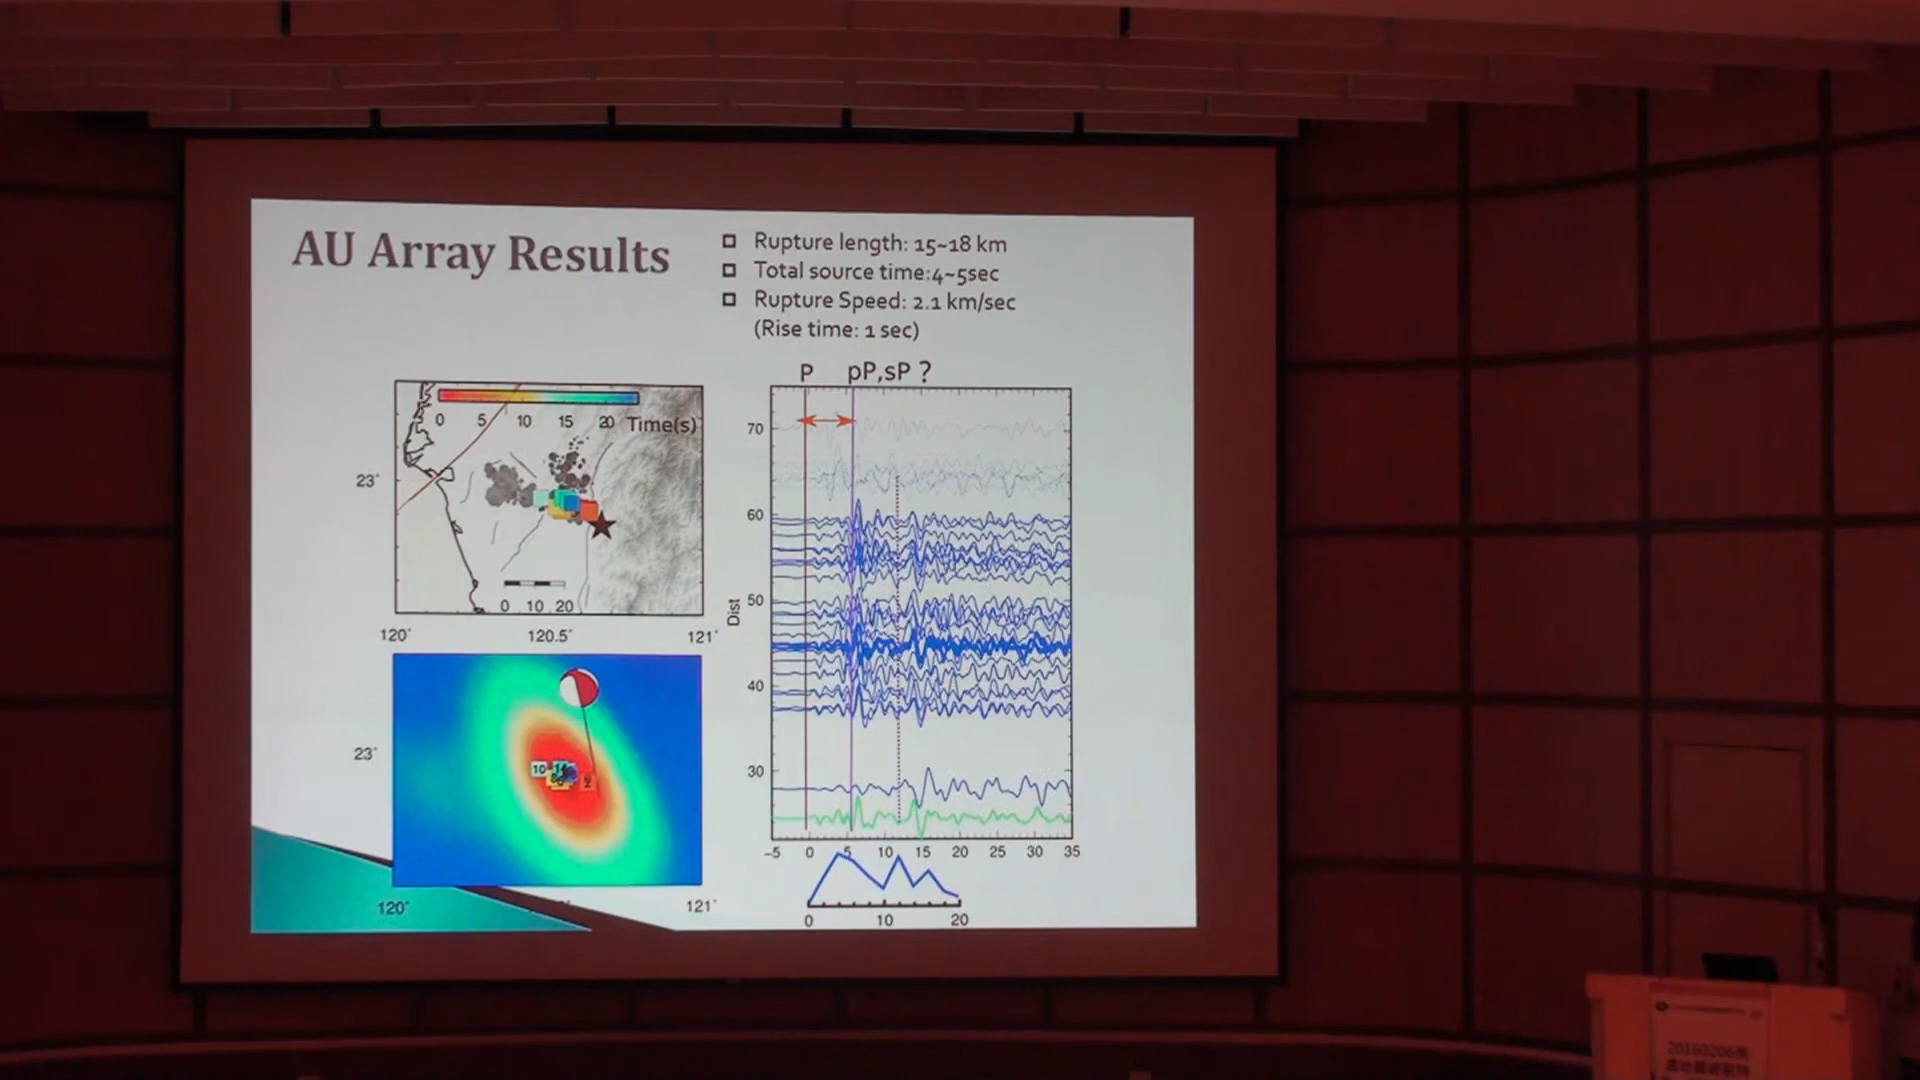 AU Array Results
Rupture length: 15~18 km
Total source time:4~5sec
Rupture Speed: 2.1 km/sec
(Rise time: 1 sec)
P pP,sP ?
0 5 10 15 20 Time(s)
23°
0 10 20
120° 120.5° 121°
10
2
23°
120° 121°
Dist
70
60
50
40
30
-5 0 5 10 15 20 25 30 35
0 10 20
20160206